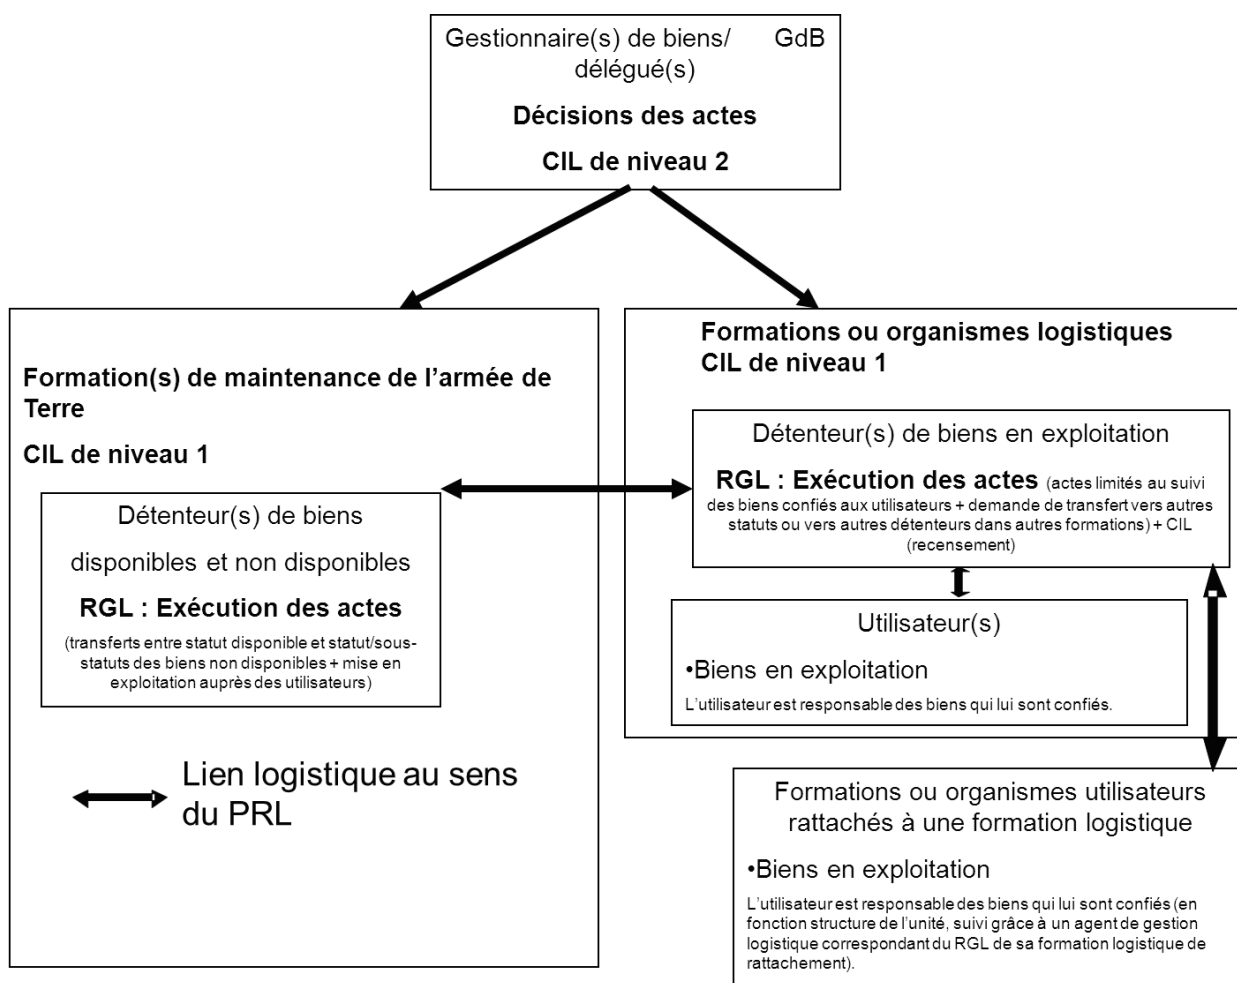 Gestionnaire(s) de biens/ GdB
délégué(s)
Décisions des actes
CIL de niveau 2
Formation(s) de maintenance de l'armée de
Terre
CIL de niveau 1
Détenteur(s) de biens
disponibles et non disponibles
RGL : Exécution des actes
(transferts entre statut disponible et statut/sous-
statuts des biens non disponibles + mise en
exploitation auprès des utilisateurs)
Lien logistique au sens
du PRL
Formations ou organismes logistiques
CIL de niveau 1
Détenteur(s) de biens en exploitation
RGL : Exécution des actes (actes limités au suivi
des biens confiés aux utilisateurs + demande de transfert vers autres
statuts ou vers autres détenteurs dans autres formations) + CIL
(recensement)
Utilisateur(s)
•Biens en exploitation
L'utilisateur est responsable des biens qui lui sont confiés.
Formations ou organismes utilisateurs
rattachés à une formation logistique
•Biens en exploitation
L'utilisateur est responsable des biens qui lui sont confiés (en
fonction structure de l'unité, suivi grâce à un agent de gestion
logistique correspondant du RGL de sa formation logistique de
rattachement).